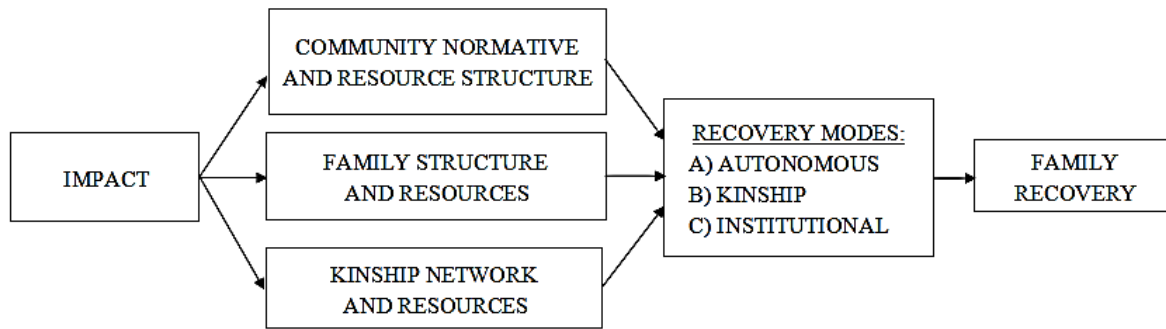 IMPACT
COMMUNITY NORMATIVE
AND RESOURCE STRUCTURE
FAMILY STRUCTURE
AND RESOURCES
KINSHIP NETWORK
AND RESOURCES
RECOVERY MODES:
A) AUTONOMOUS
B) KINSHIP
C) INSTITUTIONAL
FAMILY
RECOVERY